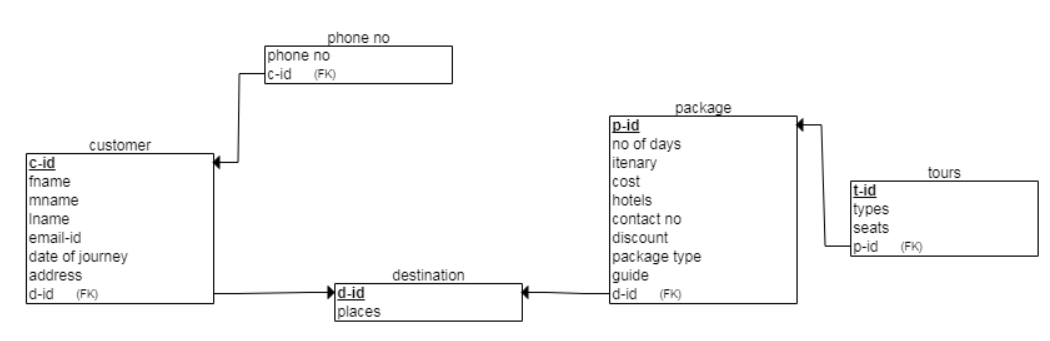 phone no
phone no
c-id (FK)
customer
c-id
fname
mname
lname
email-id
date of journey
address
d-id (FK)
destination
d-id
places
package
p-id
no of days
itenary
cost
hotels
contact no
discount
package type
guide
d-id (FK)
tours
t-id
types
seats
p-id (FK)